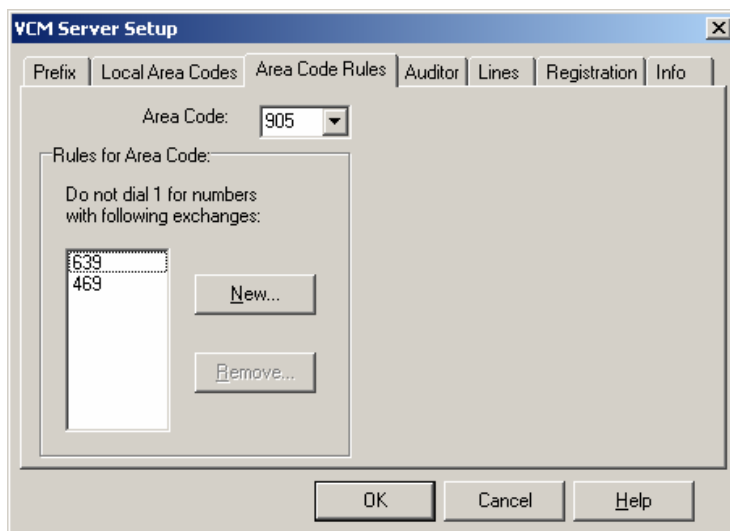 VCM Server Setup
Prefix Local Area Codes Area Code Rules Auditor Lines Registration Info
Area Code: 905
Rules for Area Code:
Do not dial 1 for numbers
with following exchanges:
639
469
New...
Remove...
OK Cancel Help